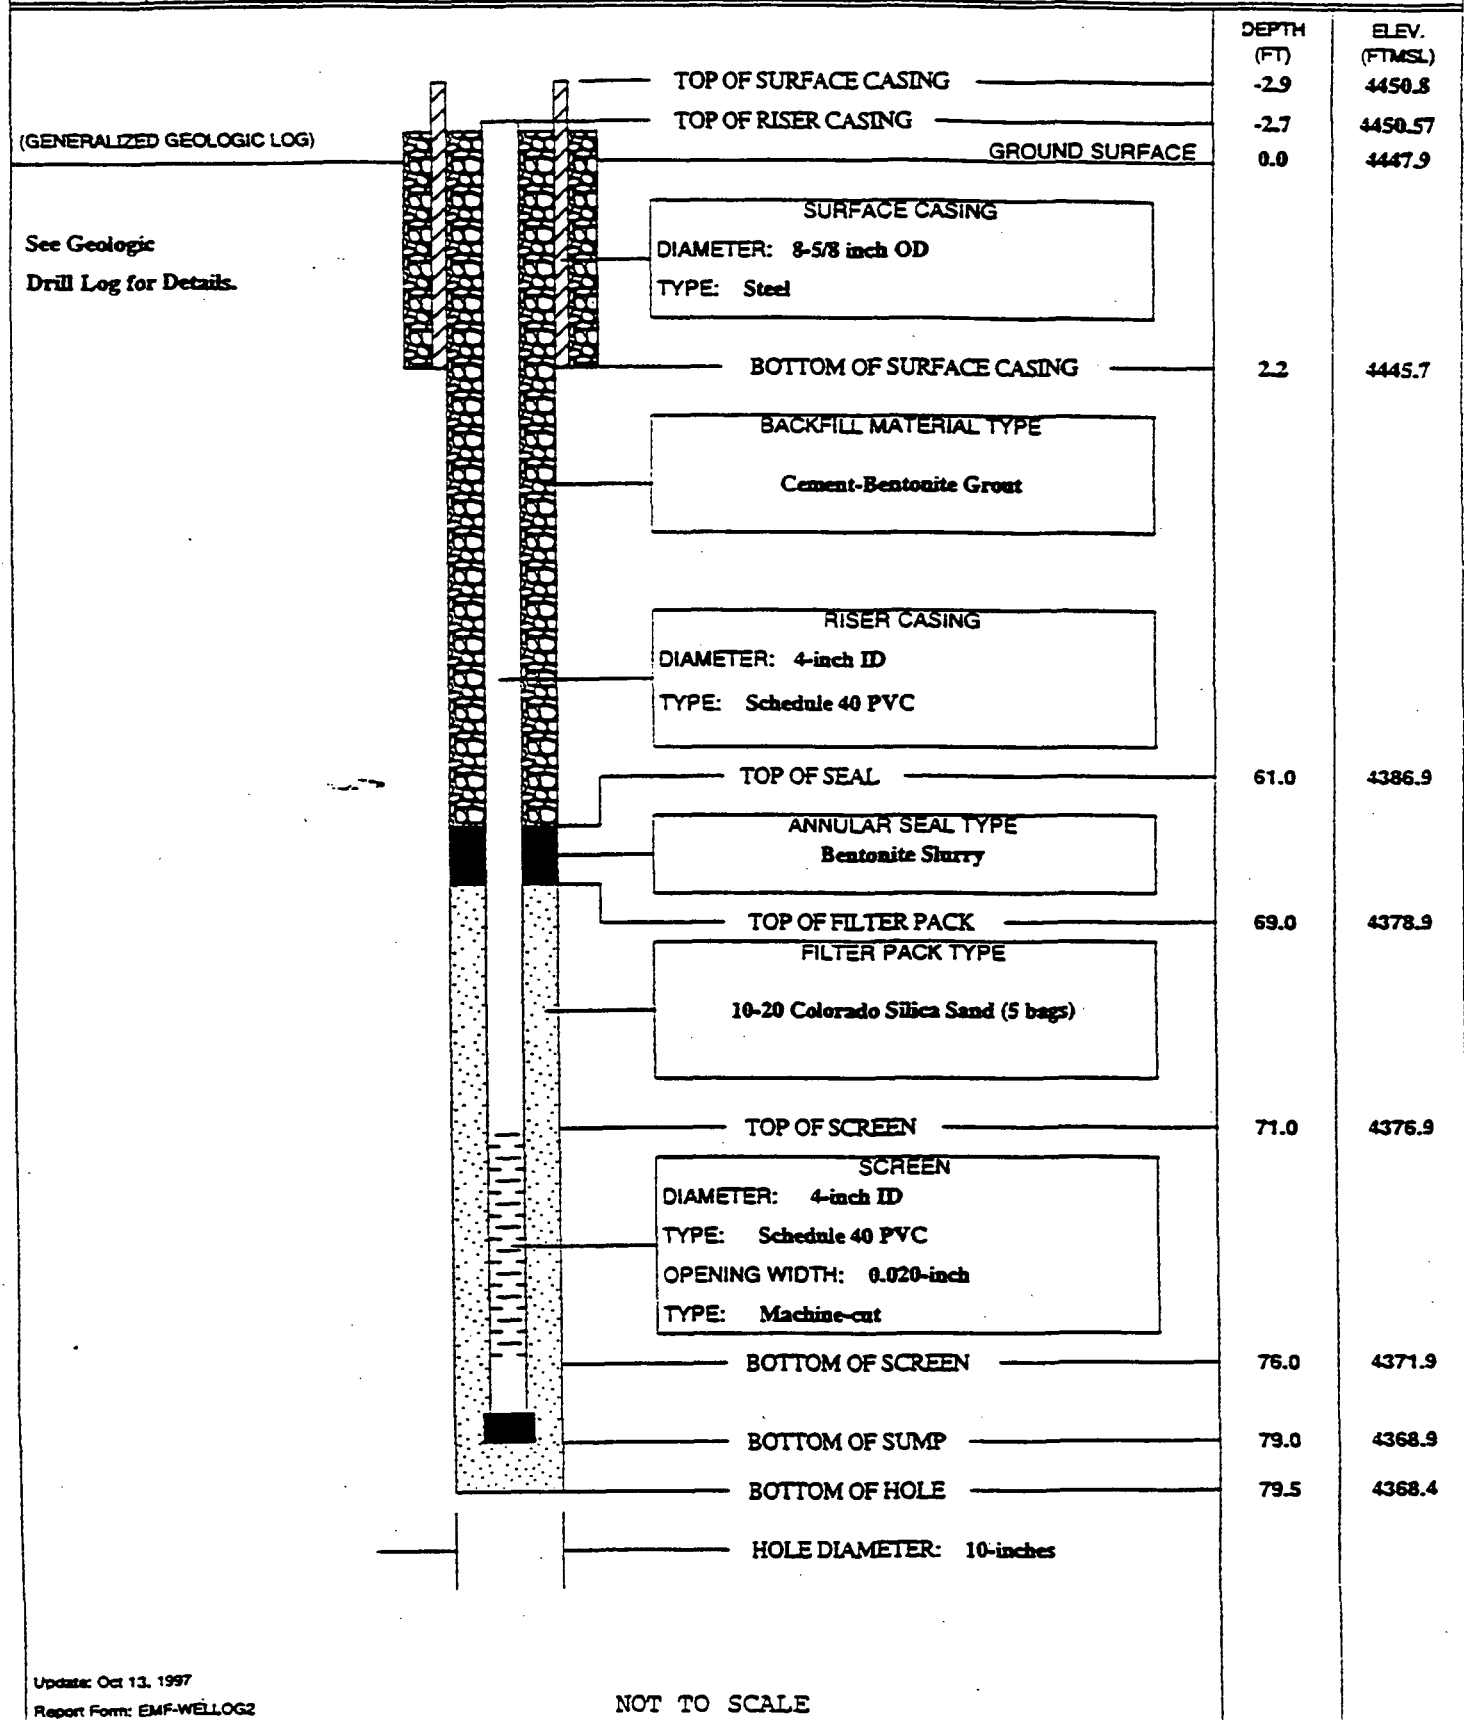 DEPTH ELEV.
(FT) (FTMSL)
TOP OF SURFACE CASING -2.9 4450.8
TOP OF RISER CASING -2.7 4450.57
(GENERALIZED GEOLOGIC LOG)
GROUND SURFACE 0.0 4447.9
SURFACE CASING
See Geologic
DIAMETER: 8-5/8 inch OD
Drill Log for Details.
TYPE: Steel
BOTTOM OF SURFACE CASING 2.2 4445.7
BACKFILL MATERIAL TYPE
Cement-Bentonite Grout
RISER CASING
DIAMETER: 4-inch ID
TYPE: Schedule 40 PVC
TOP OF SEAL 61.0 4386.9
ANNULAR SEAL TYPE
Bentonite Slurry
TOP OF FILTER PACK 69.0 4378.9
FILTER PACK TYPE
10-20 Colorado Silica Sand (5 bags)
TOP OF SCREEN 71.0 4376.9
SCREEN
DIAMETER: 4-inch ID
TYPE: Schedule 40 PVC
OPENING WIDTH: 0.020-inch
TYPE: Machine-cut
BOTTOM OF SCREEN 76.0 4371.9
BOTTOM OF SUMP 79.0 4368.9
BOTTOM OF HOLE 79.5 4368.4
HOLE DIAMETER: 10-inches
Update: Oct 13, 1997
Report Form: EMF-WELLOG2
NOT TO SCALE